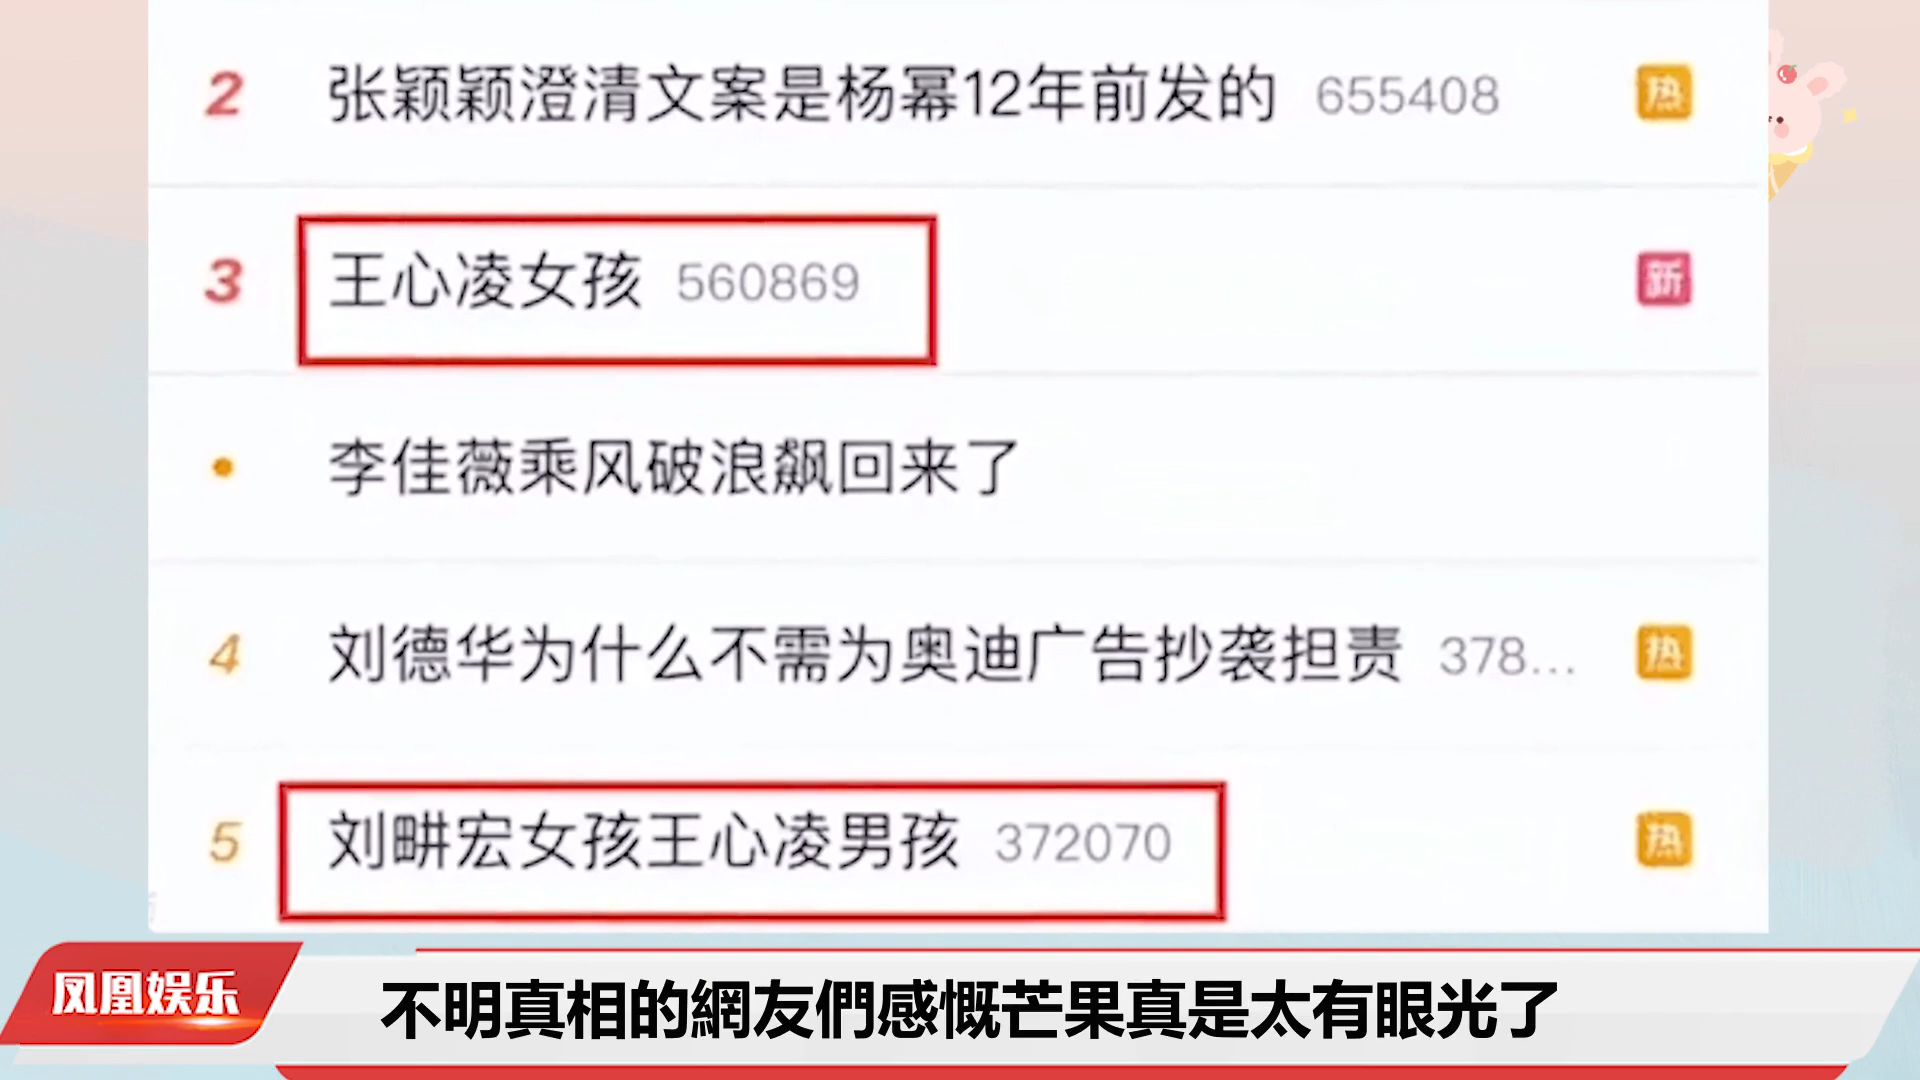 2 张颖颖澄清文案是杨幂12年前发的 655408 热
3 王心凌女孩 560869 新
李佳薇乘风破浪飙回来了
4 刘德华为什么不需为奥迪广告抄袭担责 378... 热
5 刘畊宏女孩王心凌男孩 372070 热
凤凰娱乐
不明真相的網友們感慨芒果真是太有眼光了